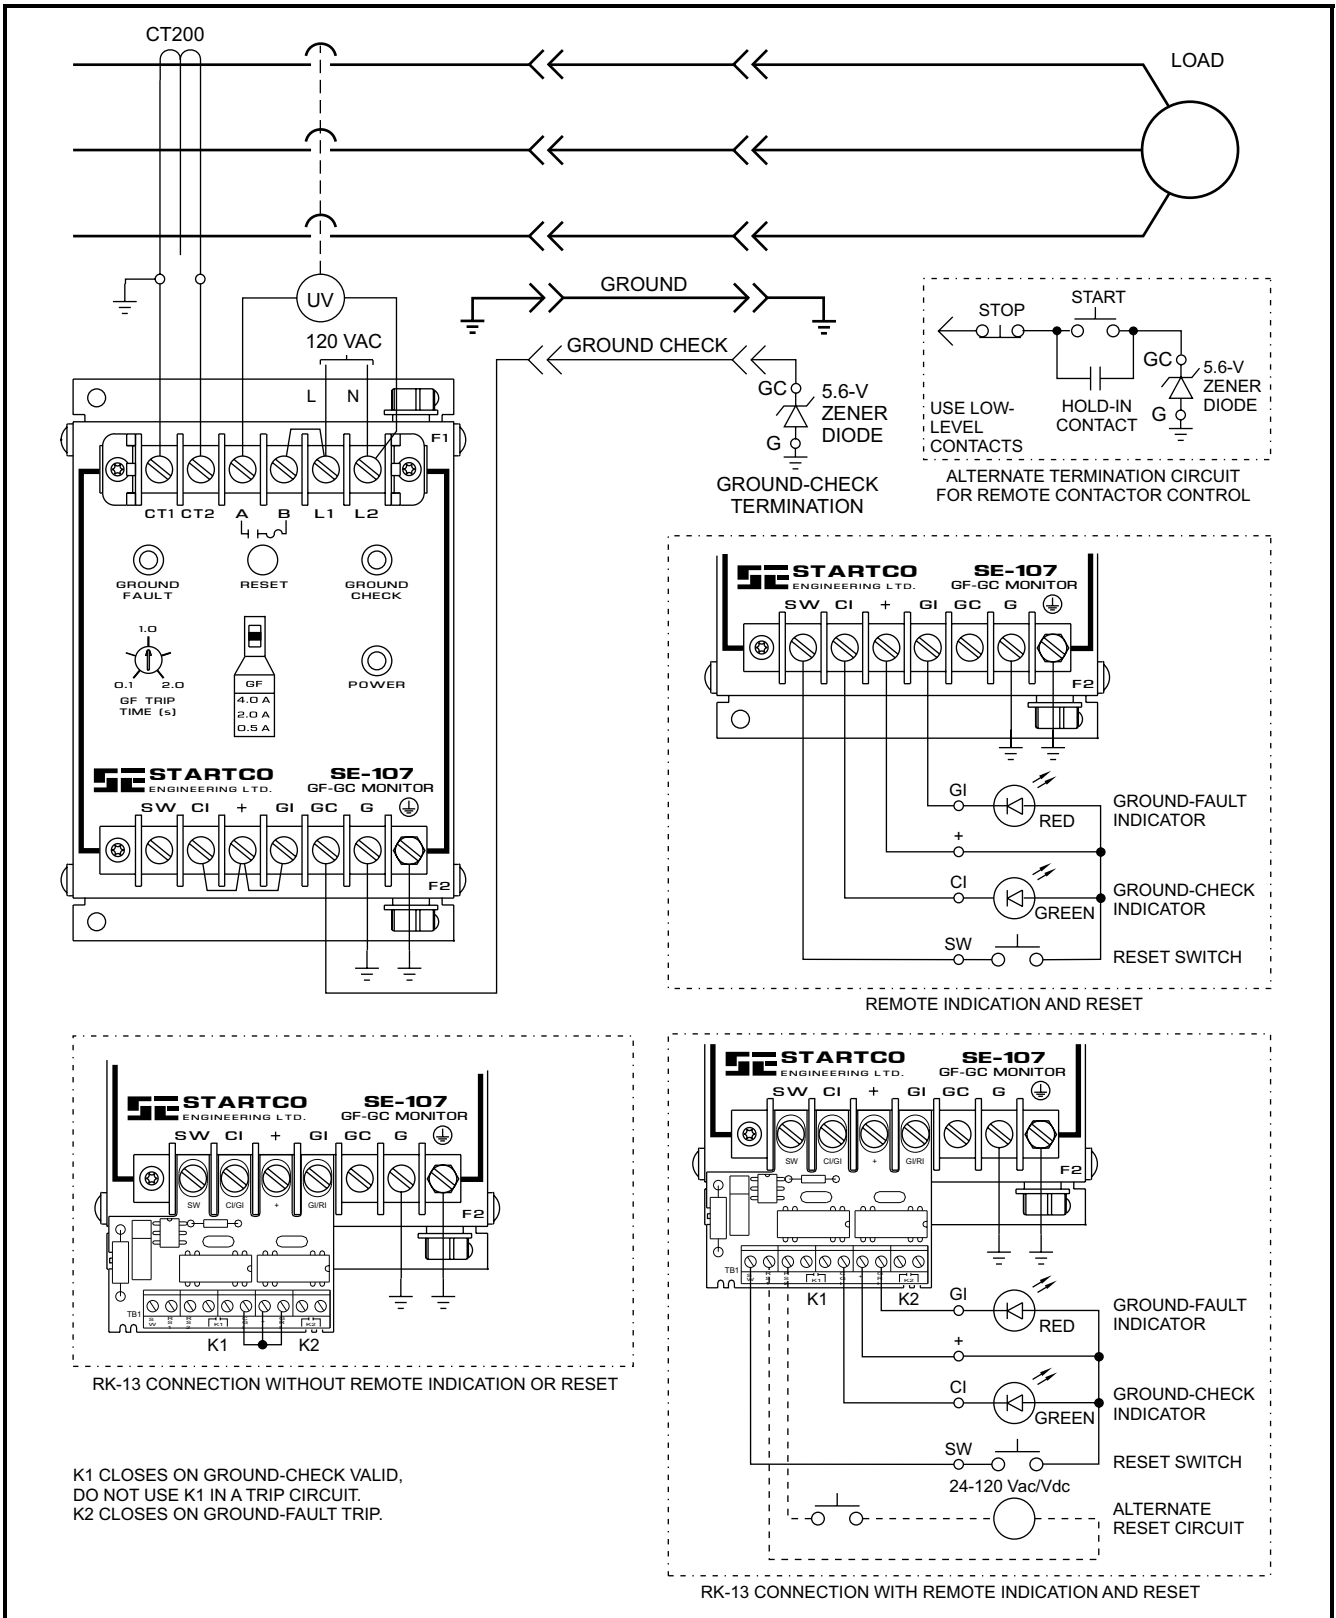 CT200
LOAD
UV
120 VAC
L N
GROUND
GROUND CHECK
GC
5.6-V
ZENER
DIODE
G
GROUND-CHECK
TERMINATION
STOP
START
GC
5.6-V
ZENER
DIODE
G
HOLD-IN
CONTACT
USE LOW-
LEVEL
CONTACTS
ALTERNATE TERMINATION CIRCUIT
FOR REMOTE CONTACTOR CONTROL
F1
CT1 CT2 A B L1 L2
GROUND
FAULT
RESET
GROUND
CHECK
1.0
0.1 2.0
GF TRIP
TIME (s)
GF
4.0 A
2.0 A
0.5 A
POWER
SE STARTCO
ENGINEERING LTD.
SE-107
GF-GC MONITOR
SW CI + GI GC G
F2
SE STARTCO
ENGINEERING LTD.
SE-107
GF-GC MONITOR
SW CI + GI GC G
F2
GI
RED
GROUND-FAULT
INDICATOR
+
CI
GREEN
GROUND-CHECK
INDICATOR
SW
RESET SWITCH
REMOTE INDICATION AND RESET
SE STARTCO
ENGINEERING LTD.
SE-107
GF-GC MONITOR
SW CI + GI GC G
SW CI/GI + GI/RI
F2
TB1
K1
K2
K1 K2
RK-13 CONNECTION WITHOUT REMOTE INDICATION OR RESET
K1 CLOSES ON GROUND-CHECK VALID,
DO NOT USE K1 IN A TRIP CIRCUIT.
K2 CLOSES ON GROUND-FAULT TRIP.
SE STARTCO
ENGINEERING LTD.
SE-107
GF-GC MONITOR
SW CI + GI GC G
SW CI/GI + GI/RI
F2
TB1
K1
K2
K1 K2
GI
RED
GROUND-FAULT
INDICATOR
+
CI
GREEN
GROUND-CHECK
INDICATOR
SW
RESET SWITCH
24-120 Vac/Vdc
ALTERNATE
RESET CIRCUIT
RK-13 CONNECTION WITH REMOTE INDICATION AND RESET